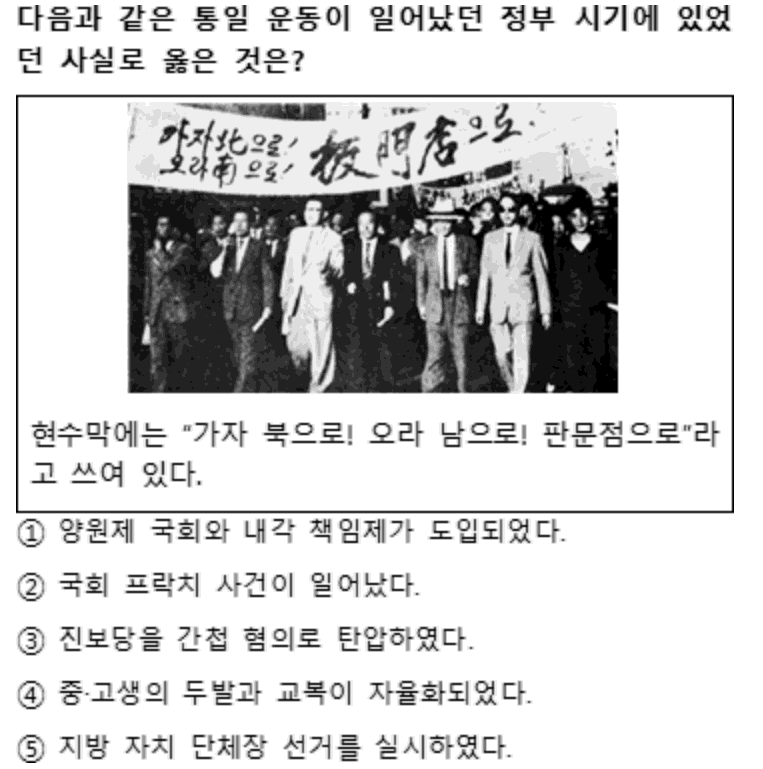 다음과 같은 통일 운동이 일어났던 정부 시기에 있었
던 사실로 옳은 것은?
가자北으로!
오라南으로!
板門店으로
현수막에는 "가자 북으로! 오라 남으로! 판문점으로"라
고 쓰여 있다.
① 양원제 국회와 내각 책임제가 도입되었다.
② 국회 프락치 사건이 일어났다.
③ 진보당을 간첩 혐의로 탄압하였다.
④ 중·고생의 두발과 교복이 자율화되었다.
⑤ 지방 자치 단체장 선거를 실시하였다.